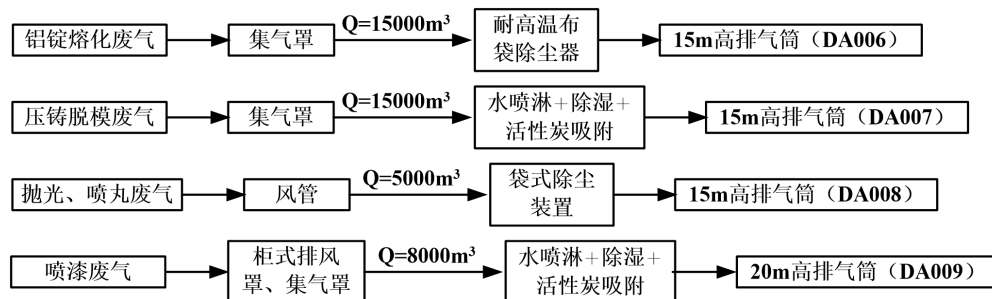 铝锭熔化废气
集气罩
Q=15000m³
耐高温布
袋除尘器
15m高排气筒（DA006）
压铸脱模废气
集气罩
Q=15000m³
水喷淋+除湿+
活性炭吸附
15m高排气筒（DA007）
抛光、喷丸废气
风管
Q=5000m³
袋式除尘
装置
15m高排气筒（DA008）
喷漆废气
柜式排风
罩、集气罩
Q=8000m³
水喷淋+除湿+
活性炭吸附
20m高排气筒（DA009）